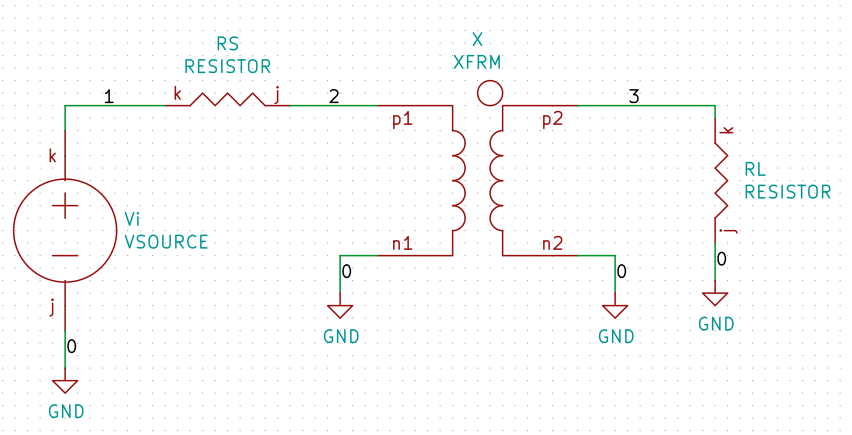 RS
RESISTOR
X
XFRM
1
k
j
2
p1
p2
3
k
k
Vi
VSOURCE
RL
RESISTOR
n1
n2
j
0
0
0
j
GND
GND
GND
0
GND